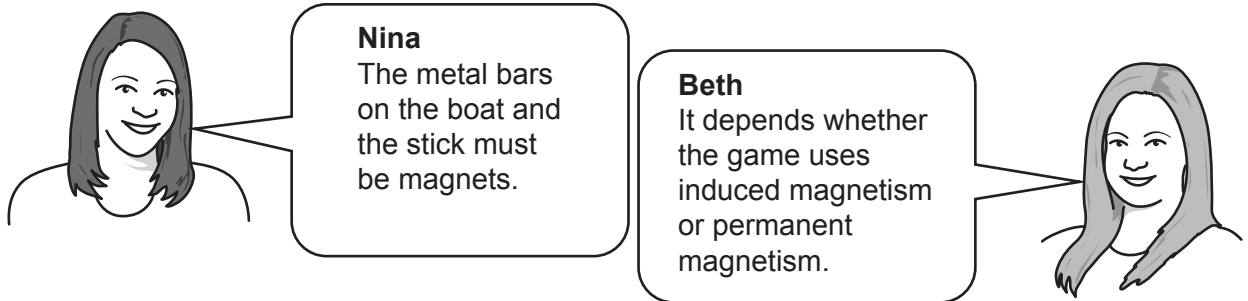 Nina
The metal bars
on the boat and
the stick must
be magnets.
Beth
It depends whether
the game uses
induced magnetism
or permanent
magnetism.